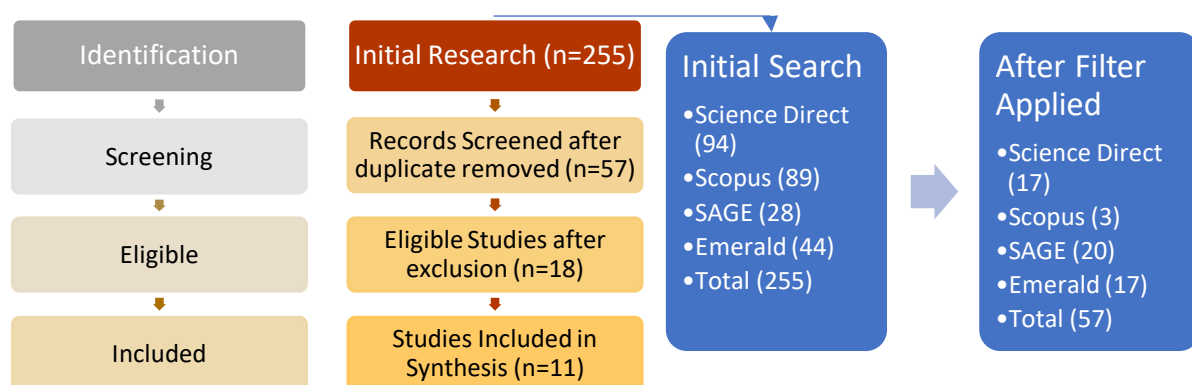 Identification
Screening
Eligible
Included
Initial Research (n=255)
Records Screened after
duplicate removed (n=57)
Eligible Studies after
exclusion (n=18)
Studies Included in
Synthesis (n=11)
Initial Search
•Science Direct
(94)
•Scopus (89)
•SAGE (28)
•Emerald (44)
•Total (255)
After Filter
Applied
•Science Direct
(17)
•Scopus (3)
•SAGE (20)
•Emerald (17)
•Total (57)